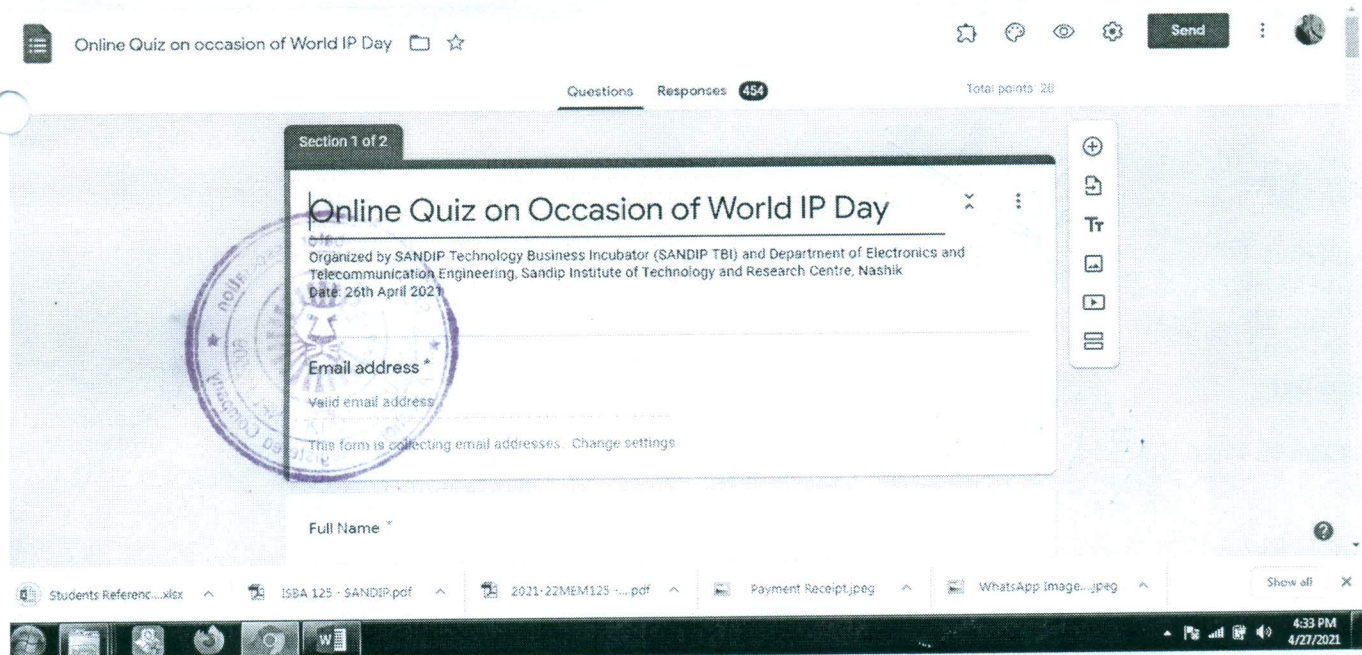 Online Quiz on occasion of World IP Day
Send
Questions Responses 454
Total points 20
Section 1 of 2
Online Quiz on Occasion of World IP Day
Organized by SANDIP Technology Business Incubator (SANDIP TBI) and Department of Electronics and
Telecommunication Engineering, Sandip Institute of Technology and Research Centre, Nashik
Date: 26th April 2021
Email address *
Valid email address
This form is collecting email addresses. Change settings
Full Name *
Students Referenc....xlsx
ISBA 125 - SANDIP.pdf
2021-22MEM125 -....pdf
Payment Receipt.jpeg
WhatsApp Image....jpeg
Show all
4:33 PM
4/27/2021